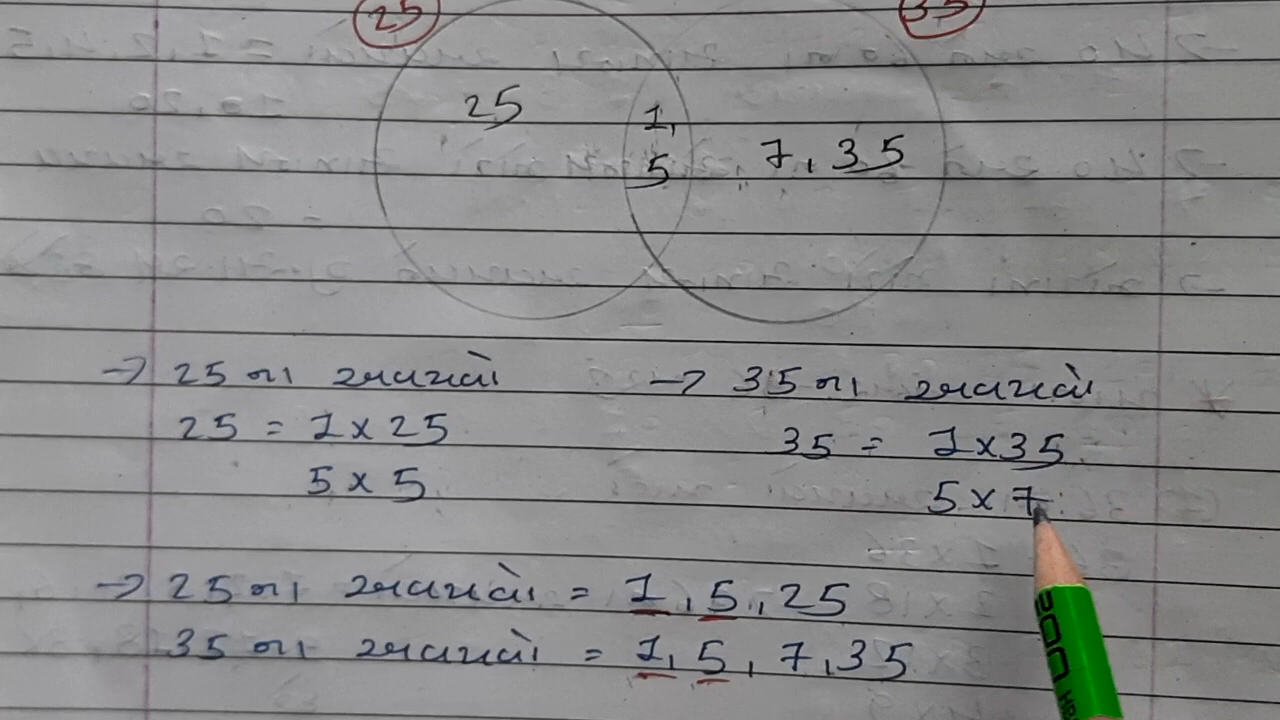 25 35
25 1, 5 7, 35
→ 25 ના અવયવો → 35 ના અવયવો
25 = 1 × 25 35 = 1 × 35
5 × 5 5 × 7
→ 25 ના અવયવો = 1, 5, 25
35 ના અવયવો = 1, 5, 7, 35